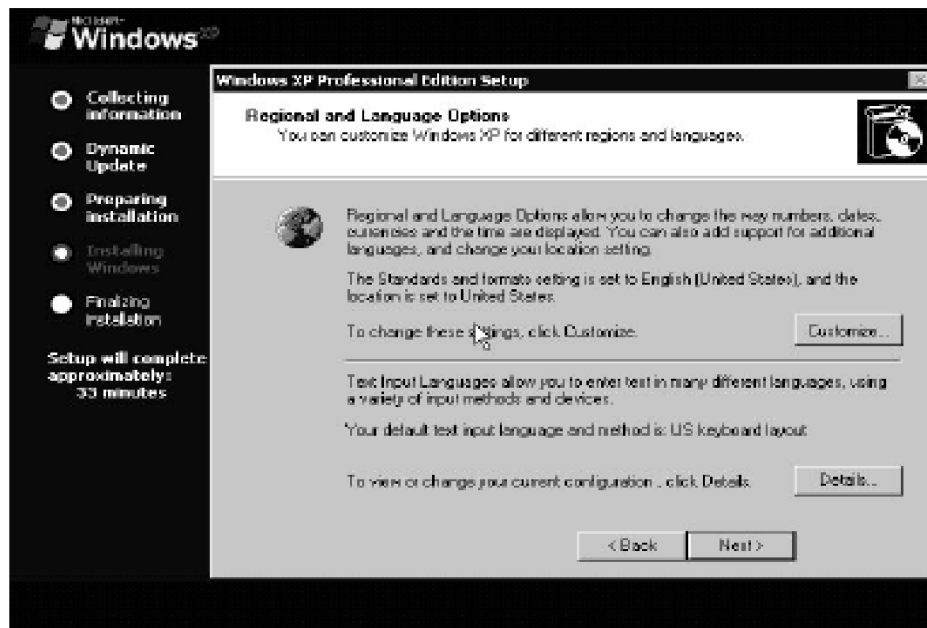 Microsoft
Windows XP
Collecting
information
Dynamic
Update
Preparing
installation
Installing
Windows
Finalizing
installation
Setup will complete
approximately:
33 minutes
Windows XP Professional Edition Setup
Regional and Language Options
You can customize Windows XP for different regions and languages.
Regional and Language Options allow you to change the way numbers, dates,
currencies and the time are displayed. You can also add support for additional
languages, and change your location setting.
The Standards and formats setting is set to English (United States), and the
location is set to United States.
To change these settings, click Customize.
Customize...
Text Input Languages allow you to enter text in many different languages, using
a variety of input methods and devices.
Your default text input language and method is: US keyboard layout
To view or change your current configuration , click Details.
Details...
< Back
Next >